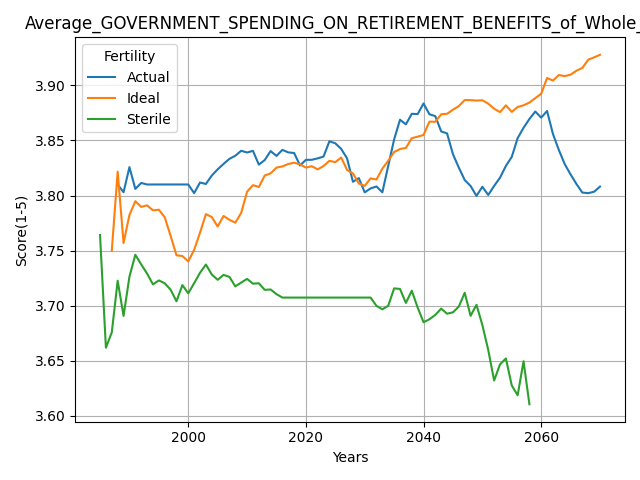 Average_GOVERNMENT_SPENDING_ON_RETIREMENT_BENEFITS_of_Whole_
Fertility
Actual
Ideal
Sterile
Score(1-5)
3.90
3.85
3.80
3.75
3.70
3.65
3.60
2000 2020 2040 2060
Years